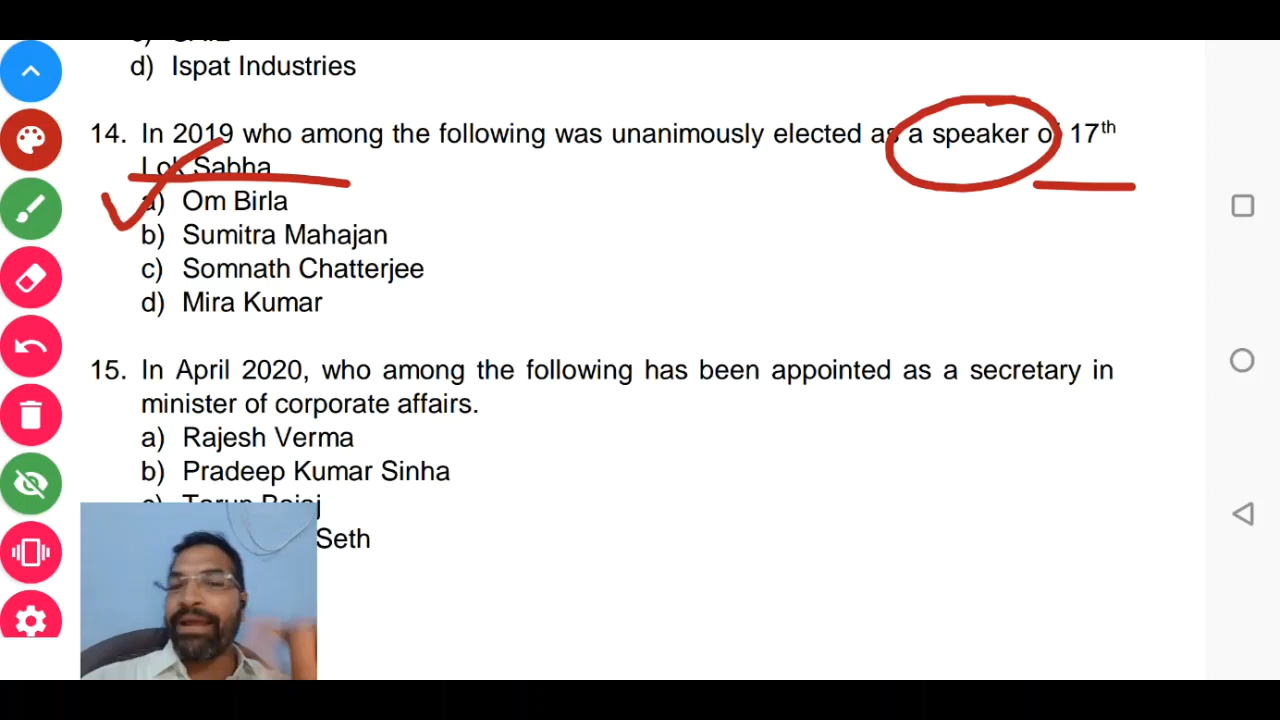 d) Ispat Industries
14. In 2019 who among the following was unanimously elected as a speaker of 17th
Lok Sabha
a) Om Birla
b) Sumitra Mahajan
c) Somnath Chatterjee
d) Mira Kumar
15. In April 2020, who among the following has been appointed as a secretary in
minister of corporate affairs.
a) Rajesh Verma
b) Pradeep Kumar Sinha
c) Tarun Bajaj
Seth